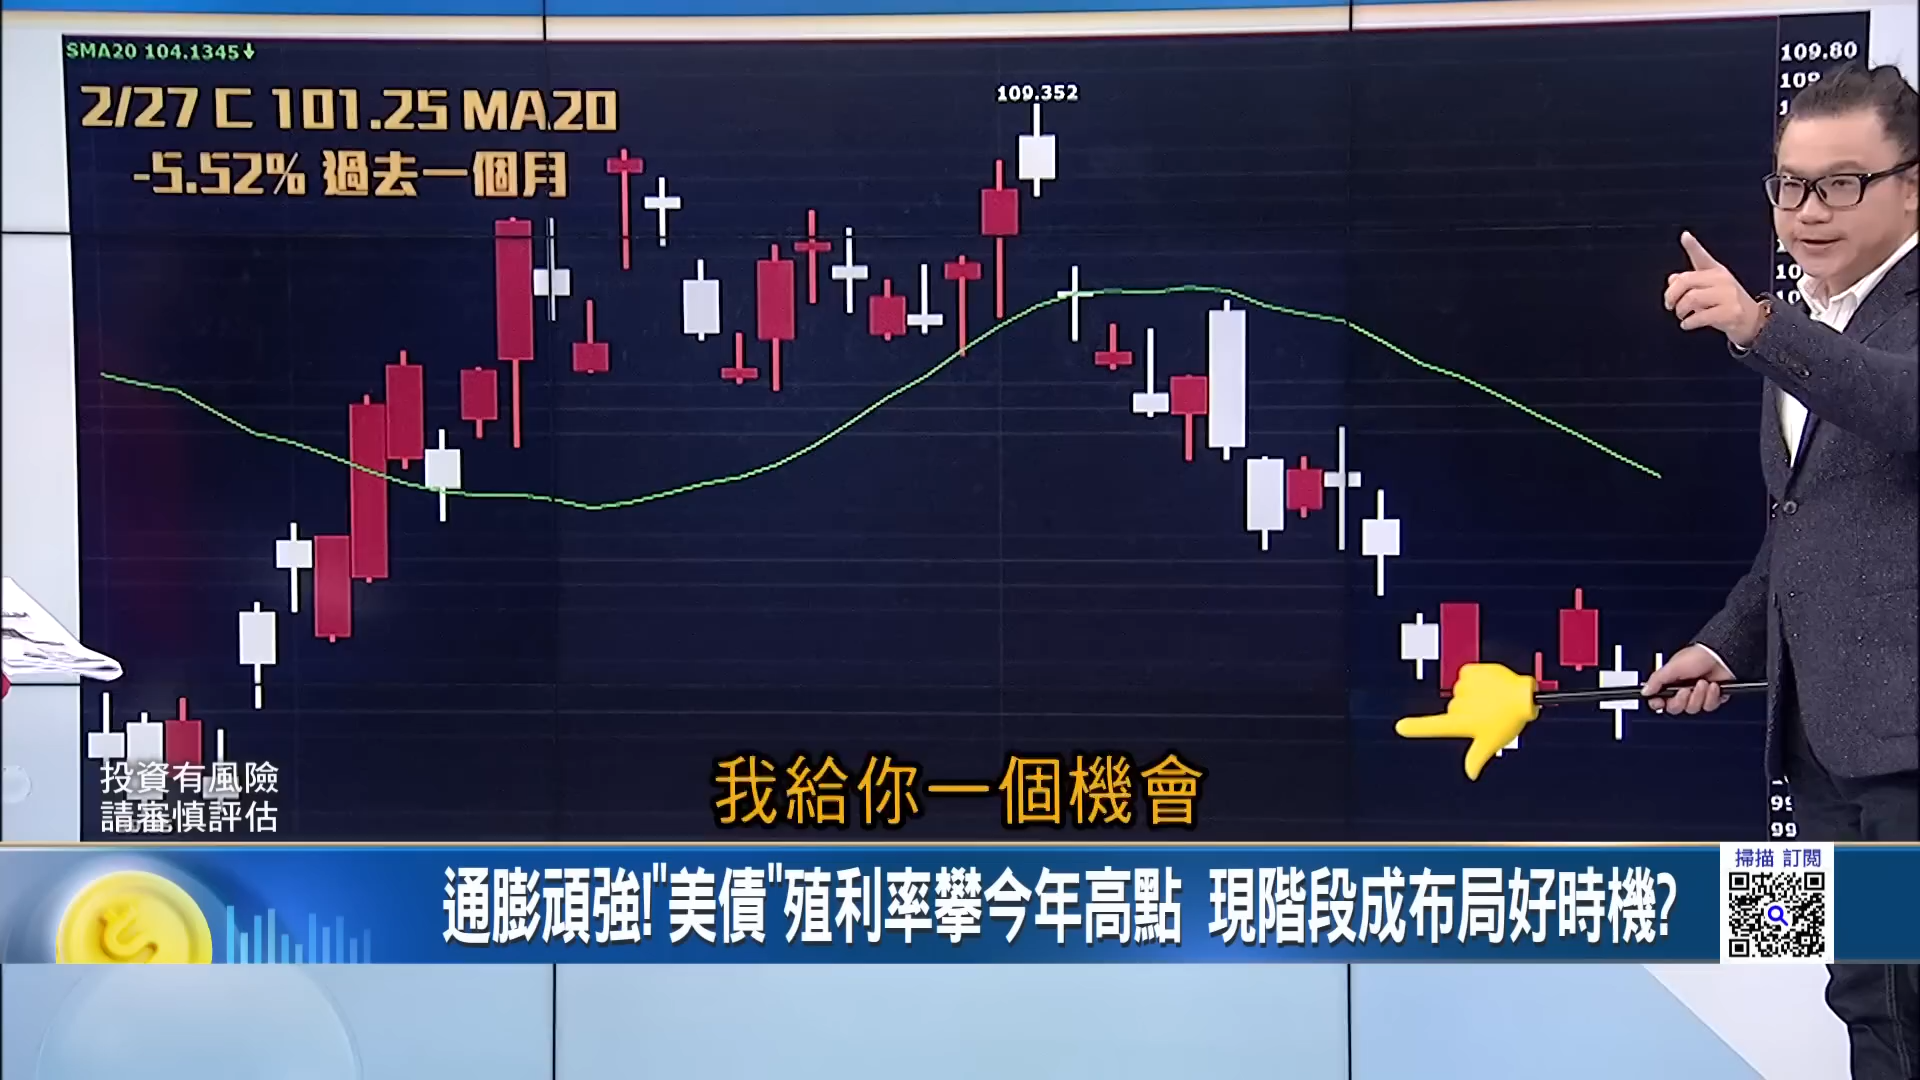 SMA20 104.1345↓
2/27 C 101.25 MA20
-5.52% 過去一個月
109.352
109.80
投資有風險
請審慎評估
我給你一個機會
掃描 訂閱
通膨頑強!"美債"殖利率攀今年高點 現階段成布局好時機?